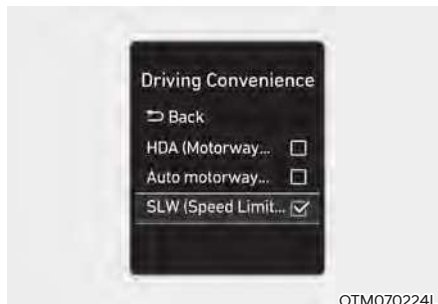 Driving Convenience
Back
HDA (Motorway...
Auto motorway...
SLW (Speed Limit...
OTM070224L